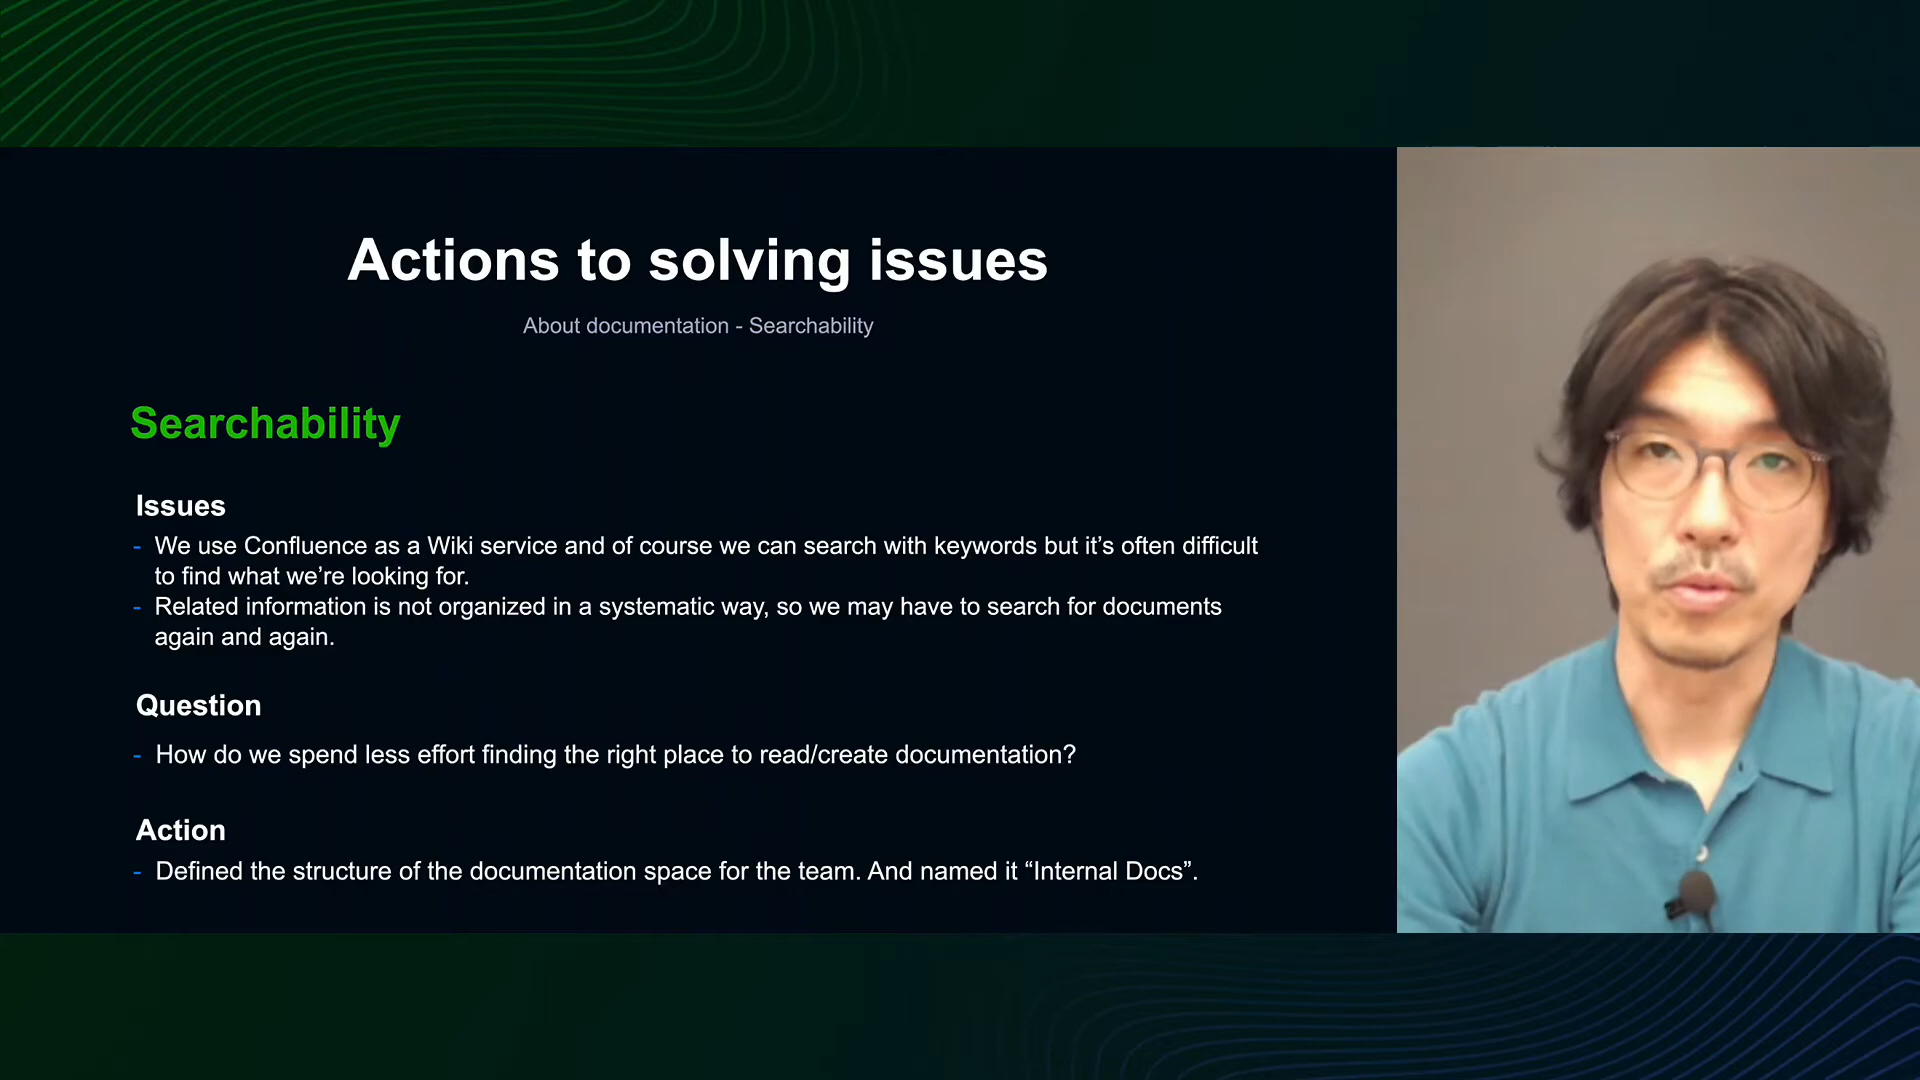 Actions to solving issues
About documentation - Searchability
Searchability
Issues
- We use Confluence as a Wiki service and of course we can search with keywords but it’s often difficult
to find what we’re looking for.
- Related information is not organized in a systematic way, so we may have to search for documents
again and again.
Question
- How do we spend less effort finding the right place to read/create documentation?
Action
- Defined the structure of the documentation space for the team. And named it “Internal Docs”.